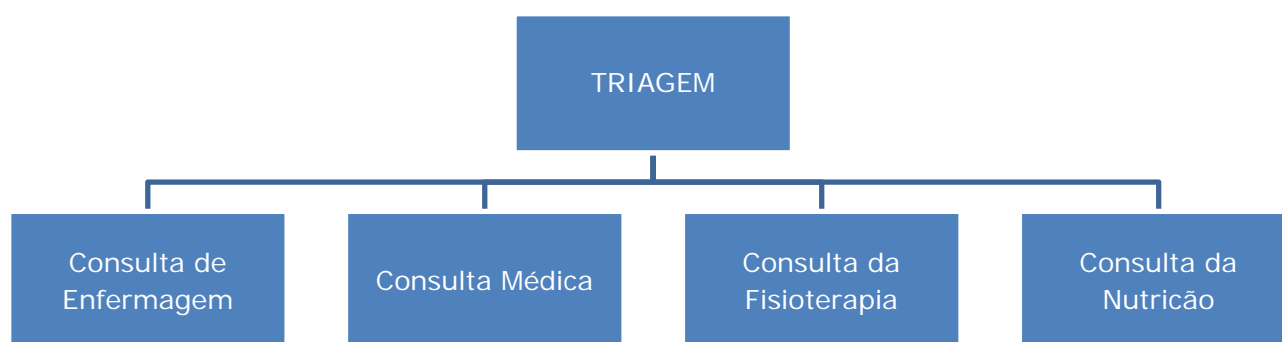 TRIAGEM
Consulta de
Enfermagem
Consulta Médica
Consulta da
Fisioterapia
Consulta da
Nutricão